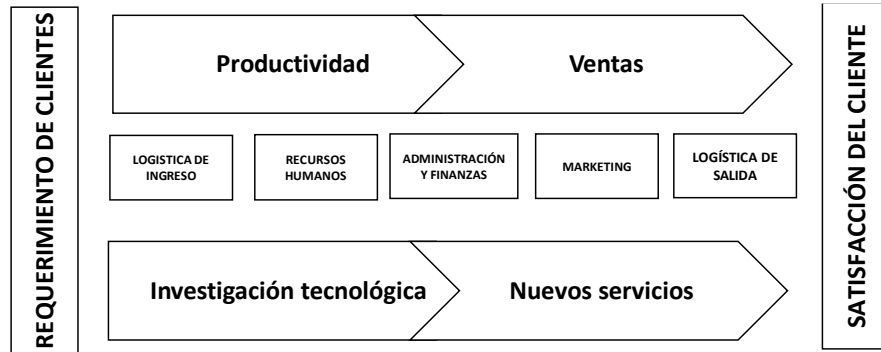 REQUERIMIENTO DE CLIENTES
Productividad
Ventas
LOGISTICA DE
INGRESO
RECURSOS
HUMANOS
ADMINISTRACIÓN
Y FINANZAS
MARKETING
LOGÍSTICA DE
SALIDA
Investigación tecnológica
Nuevos servicios
SATISFACCIÓN DEL CLIENTE